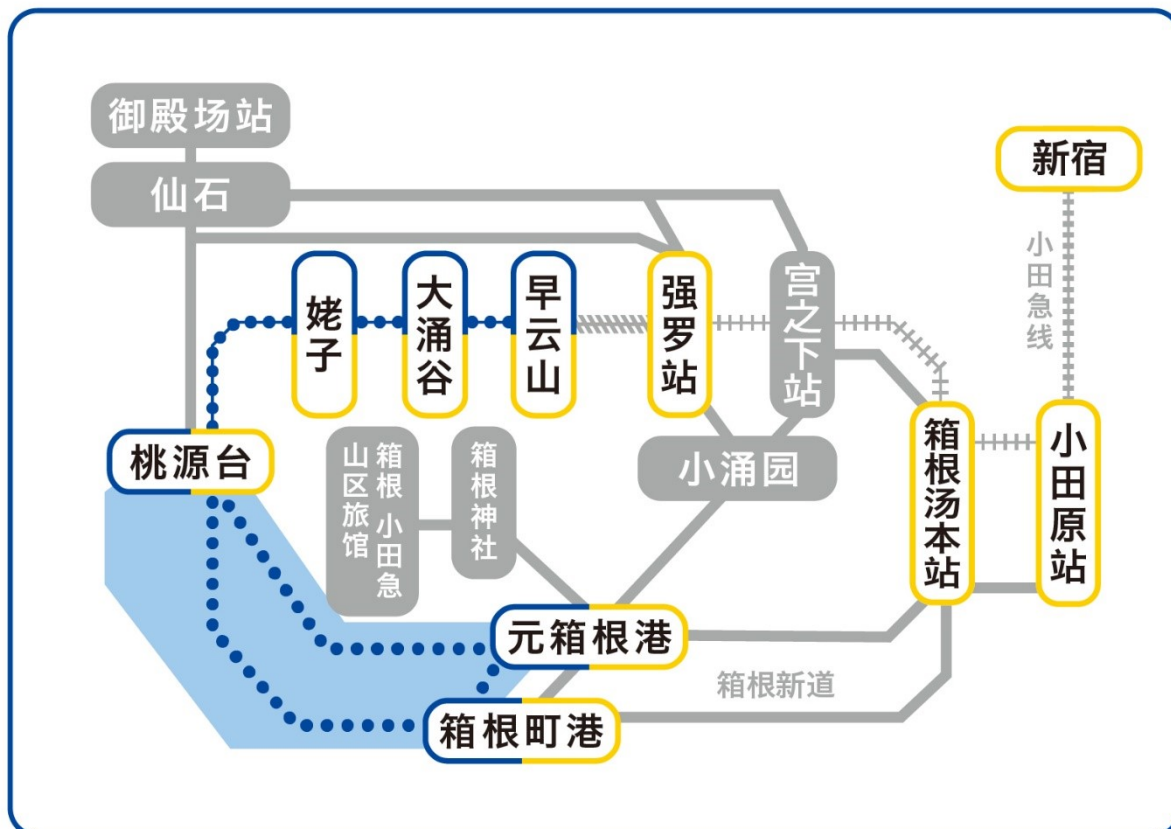 御殿场站
仙石
新宿
小田急线
姥子
大涌谷
早云山
强罗站
宫之下站
桃源台
箱根 小田急
山区旅馆
箱根神社
小涌园
箱根汤本站
小田原站
元箱根港
箱根新道
箱根町港